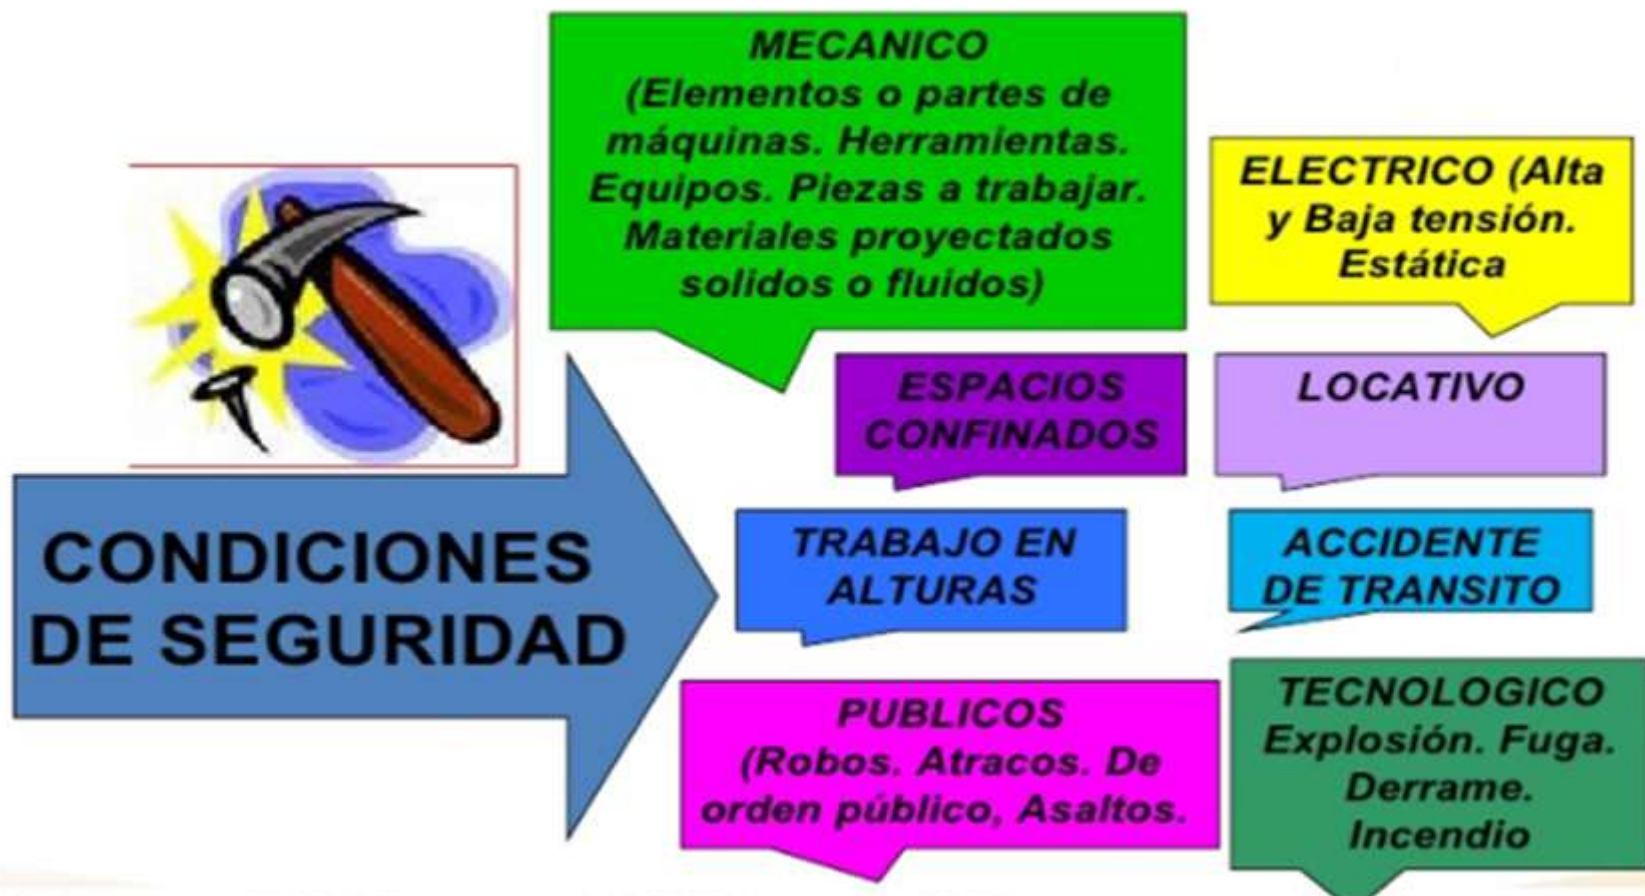 MECANICO
(Elementos o partes de
máquinas. Herramientas.
Equipos. Piezas a trabajar.
Materiales proyectados
solidos o fluidos)
ELECTRICO (Alta
y Baja tensión.
Estática
ESPACIOS
CONFINADOS
LOCATIVO
CONDICIONES
DE SEGURIDAD
TRABAJO EN
ALTURAS
ACCIDENTE
DE TRANSITO
PUBLICOS
(Robos. Atracos. De
orden público, Asaltos.
TECNOLOGICO
Explosión. Fuga.
Derrame.
Incendio